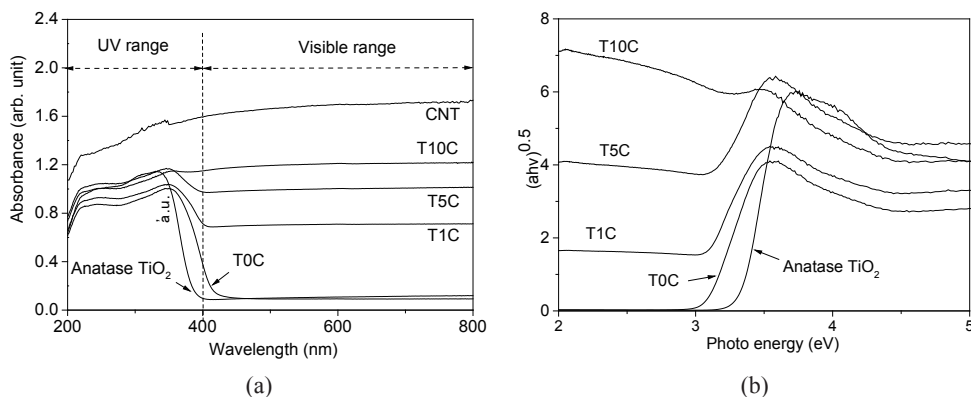 UV range
Visible range
CNT
T10C
T5C
T1C
T0C
Anatase TiO2
a.u.
Absorbance (arb. unit)
2.4
2.0
1.6
1.2
0.8
0.4
0.0
200
400
600
800
Wavelength (nm)
(a)
T10C
T5C
T1C
T0C
Anatase TiO2
(ahv)0.5
8
6
4
2
0
2
3
4
5
Photo energy (eV)
(b)